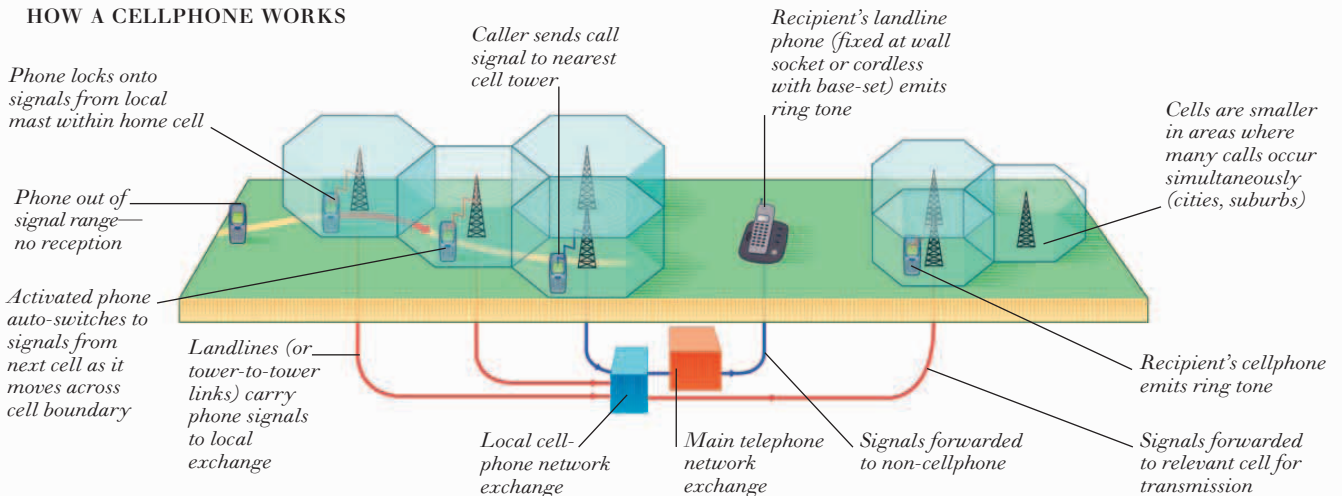 HOW A CELLPHONE WORKS
Phone locks onto
signals from local
mast within home cell
Caller sends call
signal to nearest
cell tower
Recipient's landline
phone (fixed at wall
socket or cordless
with base-set) emits
ring tone
Cells are smaller
in areas where
many calls occur
simultaneously
(cities, suburbs)
Phone out of
signal range—
no reception
Activated phone
auto-switches to
signals from
next cell as it
moves across
cell boundary
Landlines (or
tower-to-tower
links) carry
phone signals
to local
exchange
Local cell-
phone network
exchange
Main telephone
network
exchange
Signals forwarded
to non-cellphone
Recipient's cellphone
emits ring tone
Signals forwarded
to relevant cell for
transmission